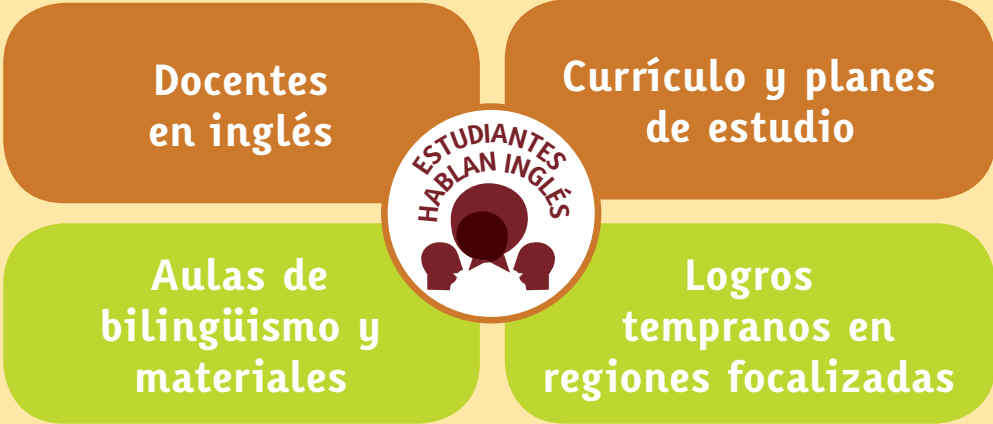 Docentes
en inglés
Currículo y planes
de estudio
ESTUDIANTES
HABLAN INGLÉS
Aulas de
bilingüismo y
materiales
Logros
tempranos en
regiones focalizadas